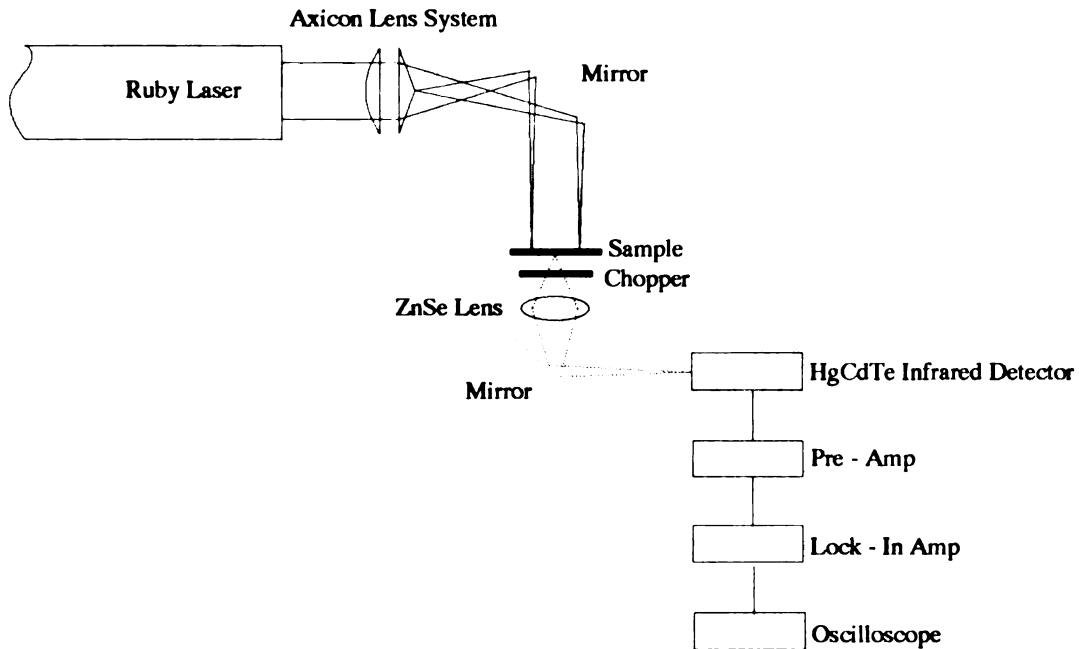 Axicon Lens System
Ruby Laser
Mirror
Sample
Chopper
ZnSe Lens
Mirror
HgCdTe Infrared Detector
Pre - Amp
Lock - In Amp
Oscilloscope